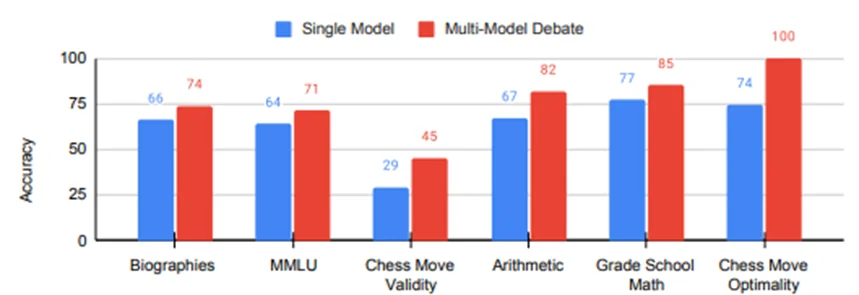 Single Model Multi-Model Debate
100
75
50
25
0
Accuracy
66 74 64 71 29 45 67 82 77 85 74 100
Biographies MMLU Chess Move Validity Arithmetic Grade School Math Chess Move Optimality